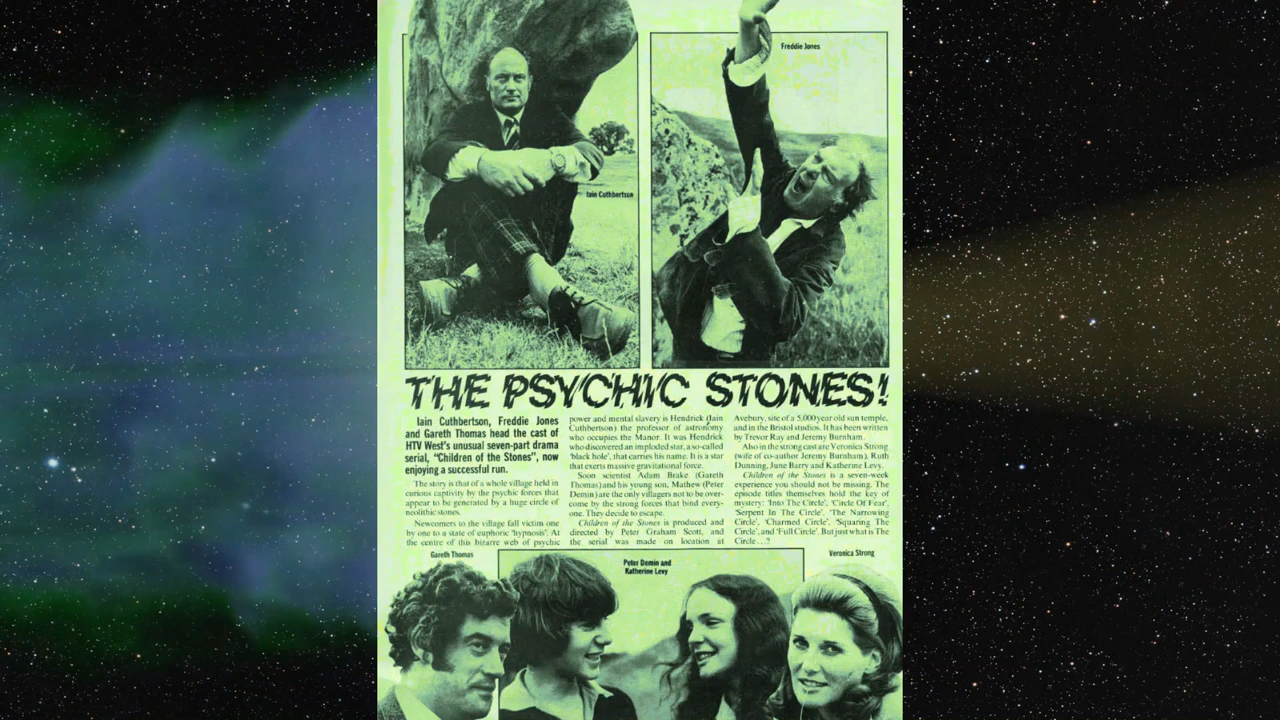 Freddie Jones
Iain Cuthbertson
THE PSYCHIC STONES!
Iain Cuthbertson, Freddie Jones
and Gareth Thomas head the cast of
HTV West's unusual seven-part drama
serial, "Children of the Stones", now
enjoying a successful run.
The story is that of a whole village held in
curious captivity by the psychic forces that
appear to be generated by a huge circle of
neolithic stones.
Newcomers to the village fall victim one
by one to a state of euphoric 'hypnosis'. At
the centre of this bizarre web of psychic
power and mental slavery is Hendrick (Iain
Cuthbertson) the professor of astronomy
who occupies the Manor. It was Hendrick
who discovered an imploded star, a so-called
'black hole', that carries his name. It is a star
that exerts massive gravitational force.
Soon scientist Adam Brake (Gareth
Thomas) and his young son, Mathew (Peter
Demin) are the only villagers not to be over-
come by the strong forces that bind every-
one. They decide to escape.
Children of the Stones is produced and
directed by Peter Graham Scott, and
the serial was made on location at
Avebury, site of a 5,000 year old sun temple,
and in the Bristol studios. It has been written
by Trevor Ray and Jeremy Burnham.
Also in the strong cast are Veronica Strong
(wife of co-author Jeremy Burnham), Ruth
Dunning, June Barry and Katherine Levy.
Children of the Stones is a seven-week
experience you should not be missing. The
episode titles themselves hold the key of
mystery: 'Into The Circle', 'Circle Of Fear',
'Serpent In The Circle', 'The Narrowing
Circle', 'Charmed Circle', 'Squaring The
Circle', and 'Full Circle'. But just what is The
Circle...?
Gareth Thomas
Peter Demin and
Katherine Levy
Veronica Strong